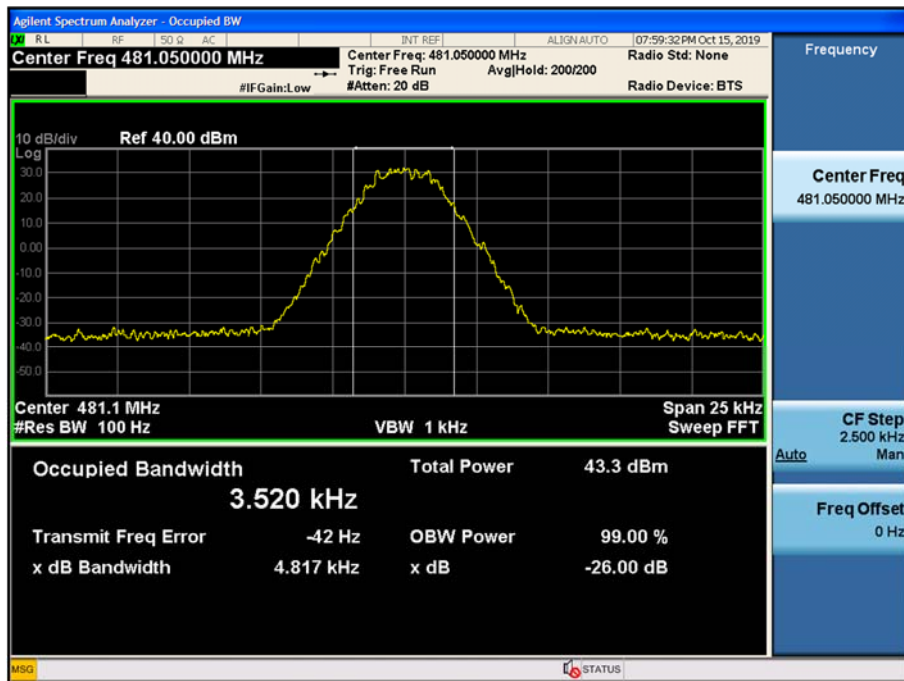 Agilent Spectrum Analyzer - Occupied BW
LXI RL RF 50 Ω AC INT REF ALIGN AUTO 07:59:32 PM Oct 15, 2019
Center Freq 481.050000 MHz
Center Freq: 481.050000 MHz
Radio Std: None
Trig: Free Run Avg|Hold: 200/200
#IFGain:Low #Atten: 20 dB
Radio Device: BTS
10 dB/div Ref 40.00 dBm
Log
30.0
20.0
10.0
0.00
-10.0
-20.0
-30.0
-40.0
-50.0
Center 481.1 MHz Span 25 kHz
#Res BW 100 Hz VBW 1 kHz Sweep FFT
Occupied Bandwidth Total Power 43.3 dBm
3.520 kHz
Transmit Freq Error -42 Hz OBW Power 99.00 %
x dB Bandwidth 4.817 kHz x dB -26.00 dB
MSG STATUS
Frequency
Center Freq
481.050000 MHz
CF Step
2.500 kHz
Auto Man
Freq Offset
0 Hz